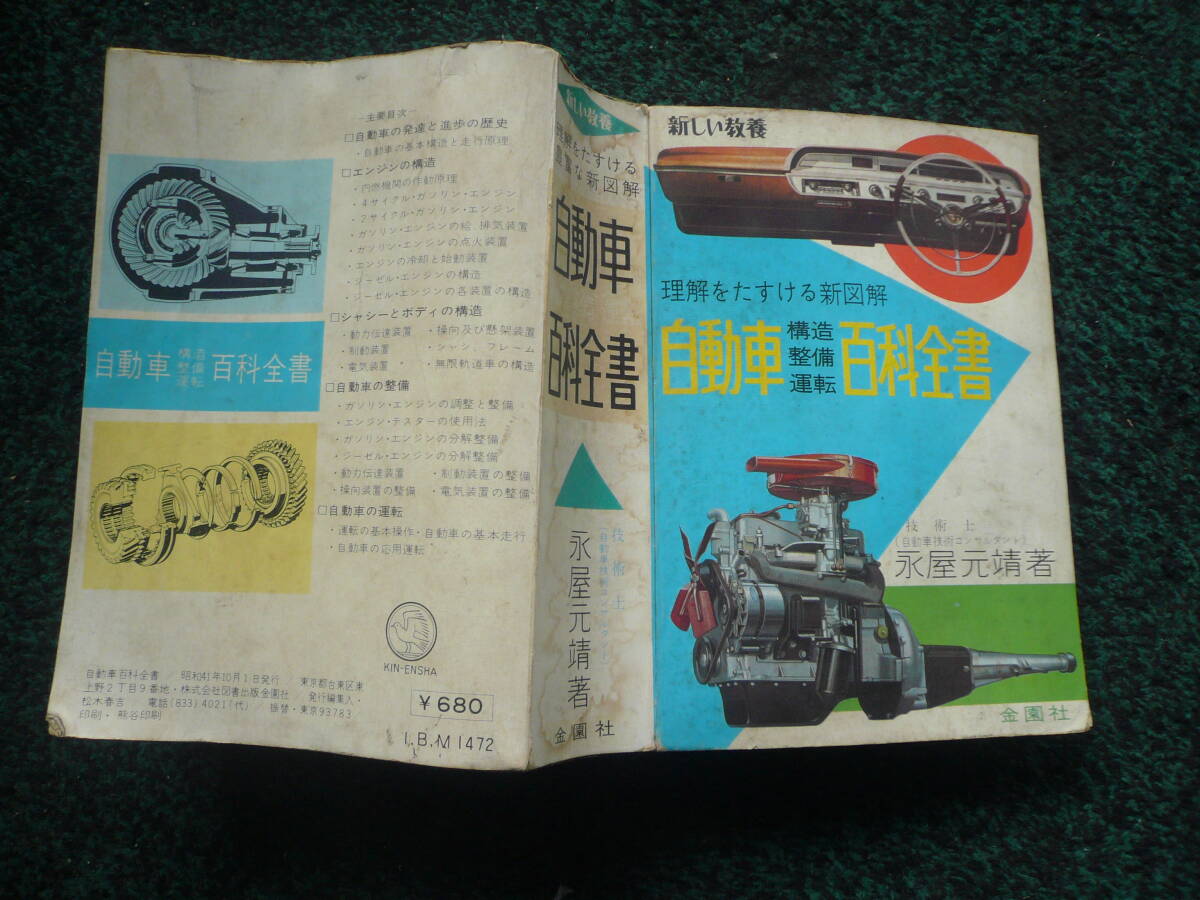 新しい教養
理解をたすける新図解
自動車 構造 整備 運転 百科全書
技術士
(自動車技術コンサルタント)
永屋元靖著
金園社
新しい教養
理解をたすける
豊富な新図解
自動車
百科全書
技術士
(自動車技術コンサルタント)
永屋元靖著
金園社
—主要目次—
□自動車の発達と進歩の歴史
・自動車の基本構造と走行原理
□エンジンの構造
・内燃機関の作動原理
・4サイクル・ガソリン・エンジン
・2サイクル・ガソリン・エンジン
・ガソリン・エンジンの給、排気装置
・ガソリン・エンジンの点火装置
・エンジンの冷却と始動装置
・ジーゼル・エンジンの構造
・ジーゼル・エンジンの各装置の構造
□シャシーとボディの構造
・動力伝達装置 ・操向及び懸架装置
・制動装置 ・シャシ、フレーム
・電気装置 ・無限軌道車の構造
□自動車の整備
・ガソリン・エンジンの調整と整備
・エンジン・テスターの使用法
・ガソリン・エンジンの分解整備
・ジーゼル・エンジンの分解整備
・動力伝達装置 ・制動装置の整備
・操向装置の整備 ・電気装置の整備
□自動車の運転
・運転の基本操作・自動車の基本走行
・自動車の応用運転
自動車 構造 整備 運転 百科全書
KIN-ENSHA
自動車百科全書 昭和41年10月1日発行 東京都台東区東
上野2丁目9番地・株式会社図書出版金園社 発行編集人・
松木春吉 電話(833)4021(代) 振替・東京93783
印刷・熊谷印刷
¥680
I.B.M 1472